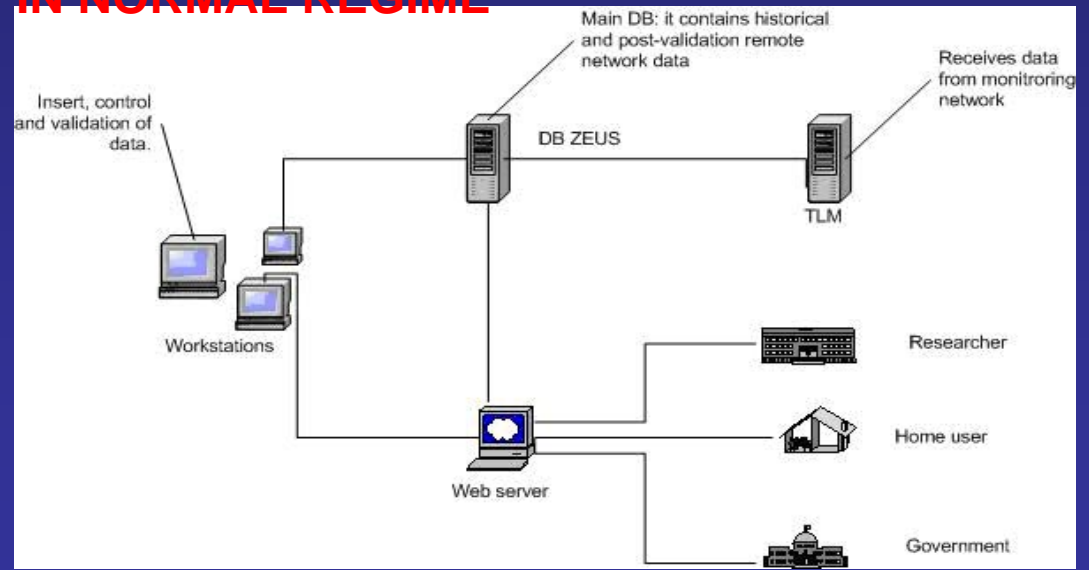 IN NORMAL REGIME
Main DB: it contains historical
and post-validation remote
network data
Receives data
from monitroring
network
Insert, control
and validation of
data.
DB ZEUS
TLM
Workstations
Researcher
Home user
Web server
Government